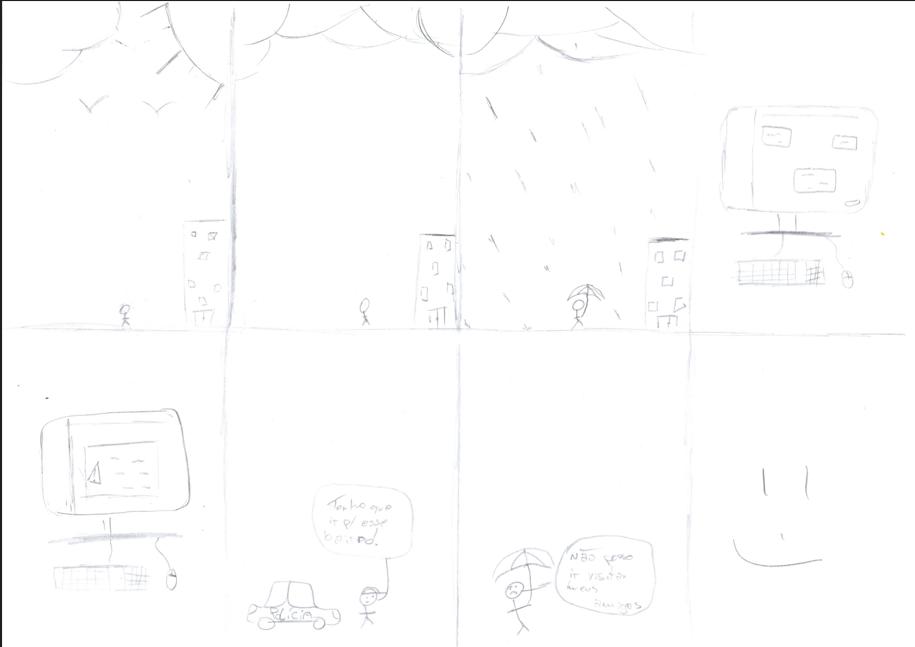 Tenho que
ir p/ esse
bairro.
POLICIA
Não posso
ir visitar
meus
amigos